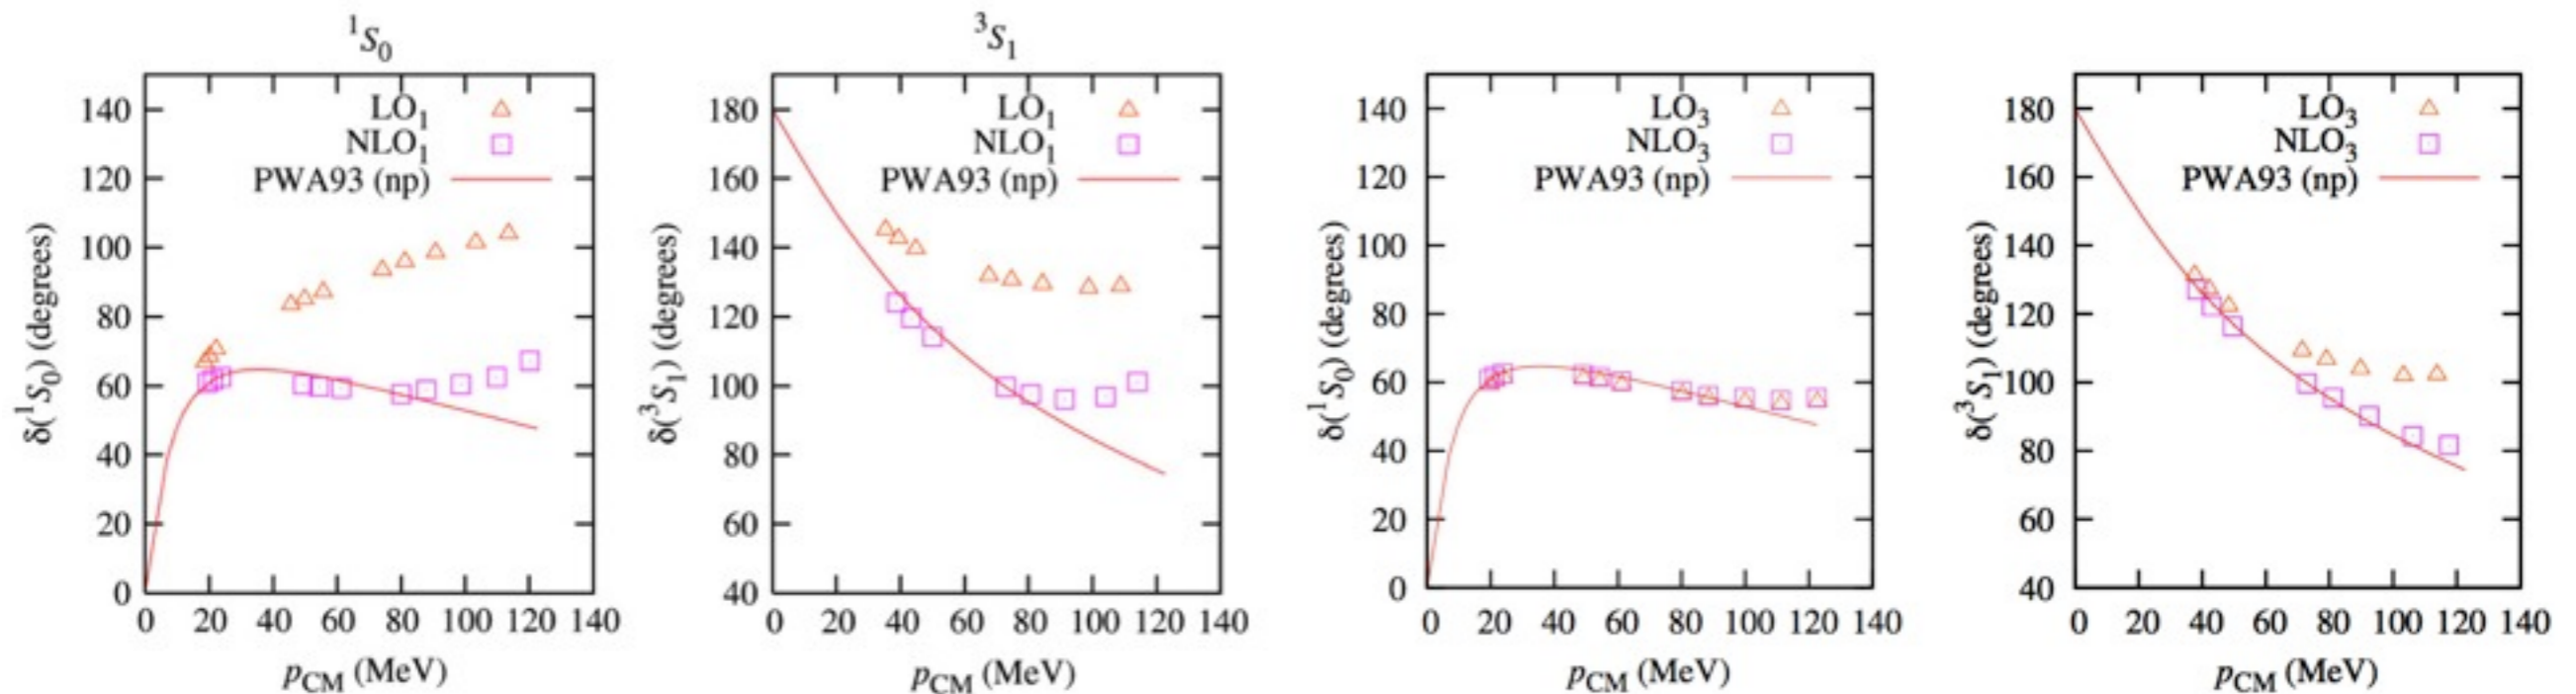 ¹S₀
δ(¹S₀) (degrees)
140
120
100
80
60
40
20
0
LO₁
NLO₁
PWA93 (np)
0 20 40 60 80 100 120 140
p_CM (MeV)
³S₁
δ(³S₁) (degrees)
180
160
140
120
100
80
60
40
LO₁
NLO₁
PWA93 (np)
0 20 40 60 80 100 120 140
p_CM (MeV)
δ(¹S₀) (degrees)
140
120
100
80
60
40
20
0
LO₃
NLO₃
PWA93 (np)
0 20 40 60 80 100 120 140
p_CM (MeV)
δ(³S₁) (degrees)
180
160
140
120
100
80
60
40
LO₃
NLO₃
PWA93 (np)
0 20 40 60 80 100 120 140
p_CM (MeV)